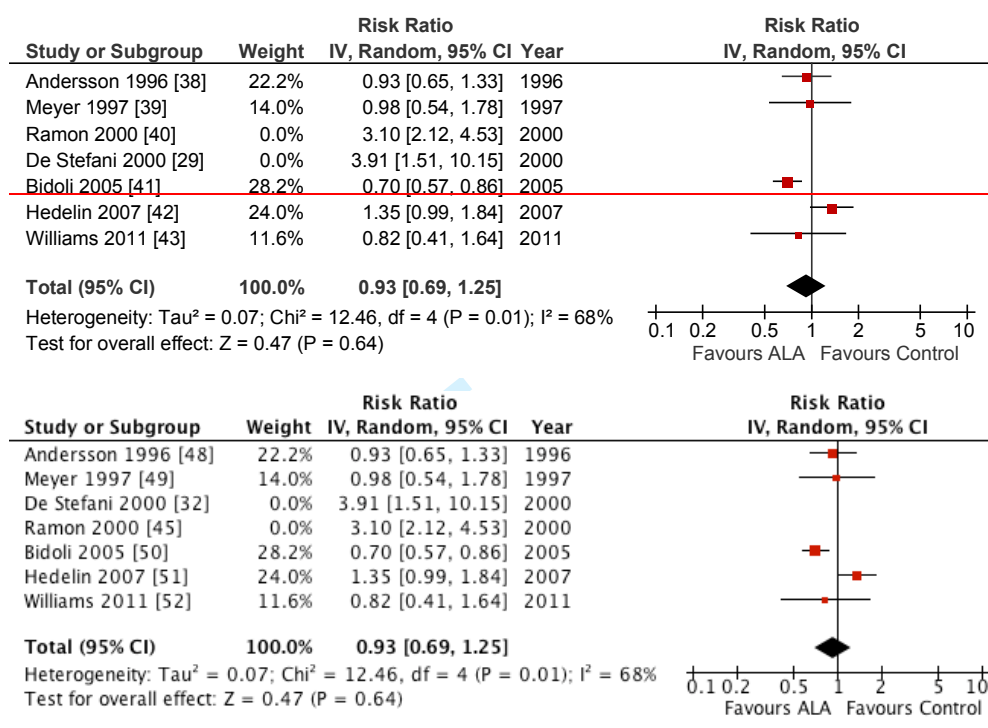 Risk Ratio Risk Ratio
Study or Subgroup Weight IV, Random, 95% CI Year IV, Random, 95% CI
Andersson 1996 [38] 22.2% 0.93 [0.65, 1.33] 1996
Meyer 1997 [39] 14.0% 0.98 [0.54, 1.78] 1997
Ramon 2000 [40] 0.0% 3.10 [2.12, 4.53] 2000
De Stefani 2000 [29] 0.0% 3.91 [1.51, 10.15] 2000
Bidoli 2005 [41] 28.2% 0.70 [0.57, 0.86] 2005
Hedelin 2007 [42] 24.0% 1.35 [0.99, 1.84] 2007
Williams 2011 [43] 11.6% 0.82 [0.41, 1.64] 2011
Total (95% CI) 100.0% 0.93 [0.69, 1.25]
Heterogeneity: Tau² = 0.07; Chi² = 12.46, df = 4 (P = 0.01); I² = 68%
Test for overall effect: Z = 0.47 (P = 0.64)
0.1 0.2 0.5 1 2 5 10
Favours ALA Favours Control
Risk Ratio Risk Ratio
Study or Subgroup Weight IV, Random, 95% CI Year IV, Random, 95% CI
Andersson 1996 [48] 22.2% 0.93 [0.65, 1.33] 1996
Meyer 1997 [49] 14.0% 0.98 [0.54, 1.78] 1997
De Stefani 2000 [32] 0.0% 3.91 [1.51, 10.15] 2000
Ramon 2000 [45] 0.0% 3.10 [2.12, 4.53] 2000
Bidoli 2005 [50] 28.2% 0.70 [0.57, 0.86] 2005
Hedelin 2007 [51] 24.0% 1.35 [0.99, 1.84] 2007
Williams 2011 [52] 11.6% 0.82 [0.41, 1.64] 2011
Total (95% CI) 100.0% 0.93 [0.69, 1.25]
Heterogeneity: Tau² = 0.07; Chi² = 12.46, df = 4 (P = 0.01); I² = 68%
Test for overall effect: Z = 0.47 (P = 0.64)
0.1 0.2 0.5 1 2 5 10
Favours ALA Favours Control